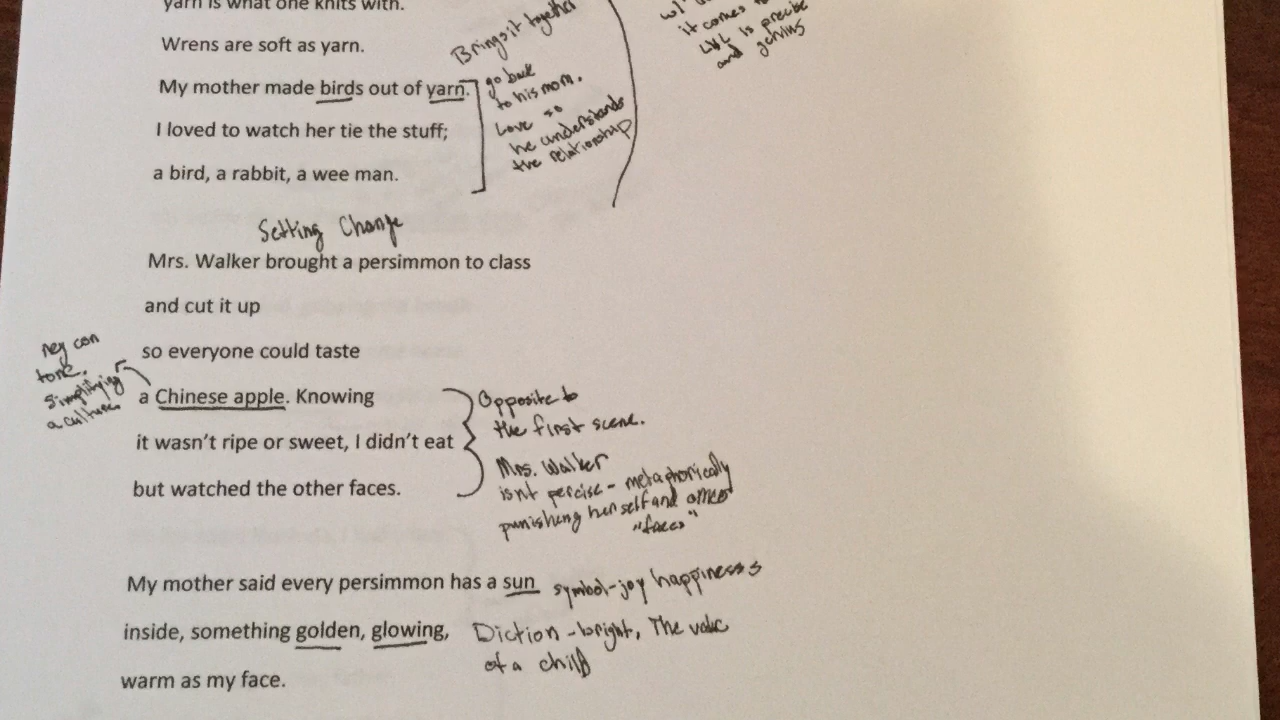 yarn is what one knits with.
Wrens are soft as yarn.
My mother made birds out of yarn.
I loved to watch her tie the stuff;
a bird, a rabbit, a wee man.
Brings it together
go back
to his mom.
Love so
he understands
the relationship
w/
it comes
is precise
and genius
Setting Change
Mrs. Walker brought a persimmon to class
and cut it up
so everyone could taste
a Chinese apple. Knowing
it wasn't ripe or sweet, I didn't eat
but watched the other faces.
neg con
tone.
simplifying
a culture
Opposite to
the first scene.
Mrs. Walker
isnt percise - metaphorically
punishing herself and other
"faces"
My mother said every persimmon has a sun
inside, something golden, glowing,
warm as my face.
symbol-joy happiness
Diction - bright, The value
of a child